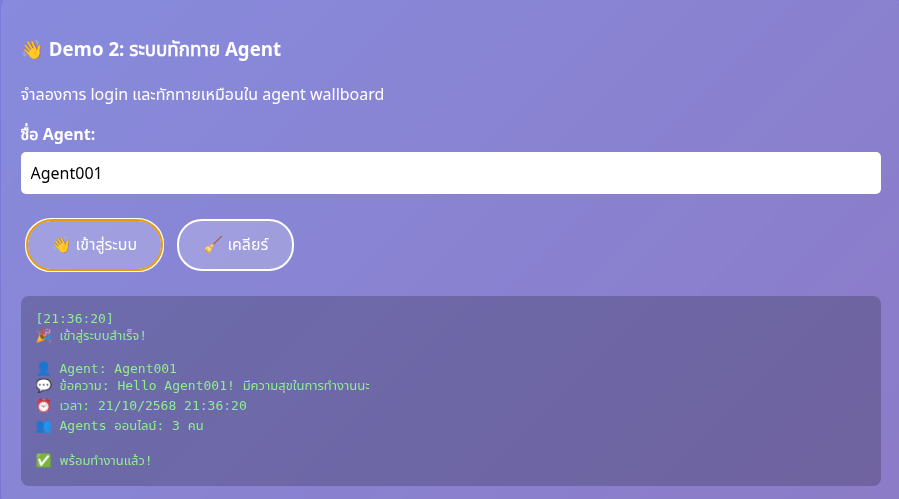 👋 Demo 2: ระบบทักทาย Agent
จำลองการ login และทักทายเหมือนใน agent wallboard
ชื่อ Agent:
Agent001
👋 เข้าสู่ระบบ
🧹 เคลียร์
[21:36:20]
🎉 เข้าสู่ระบบสำเร็จ!
👤 Agent: Agent001
💬 ข้อความ: Hello Agent001! มีความสุขในการทำงานนะ
⏰ เวลา: 21/10/2568 21:36:20
👥 Agents ออนไลน์: 3 คน
✅ พร้อมทำงานแล้ว!